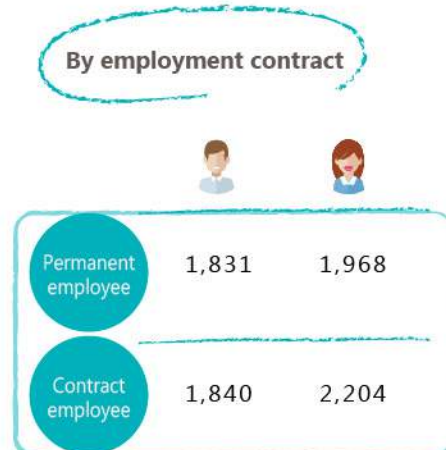 By employment contract
Permanent
employee
1,831 1,968
Contract
employee
1,840 2,204